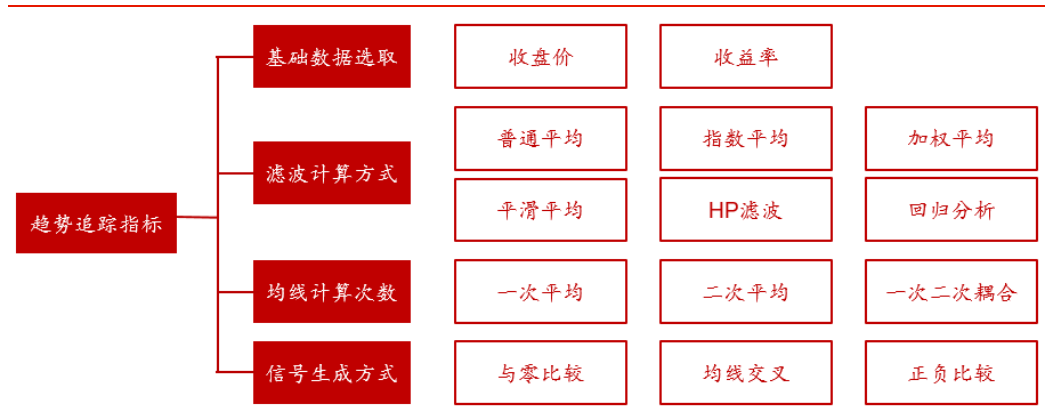 趋势追踪指标
基础数据选取
收盘价
收益率
滤波计算方式
普通平均
指数平均
加权平均
平滑平均
HP滤波
回归分析
均线计算次数
一次平均
二次平均
一次二次耦合
信号生成方式
与零比较
均线交叉
正负比较